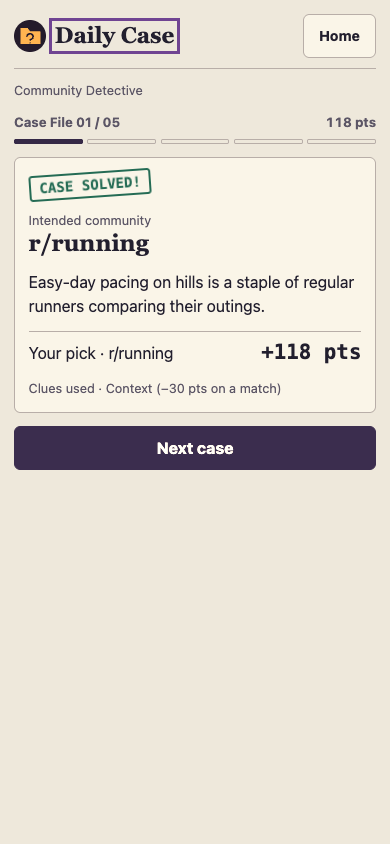 Daily Case
Home
Community Detective
Case File 01 / 05
118 pts
CASE SOLVED!
Intended community
r/running
Easy-day pacing on hills is a staple of regular
runners comparing their outings.
Your pick · r/running
+118 pts
Clues used · Context (−30 pts on a match)
Next case